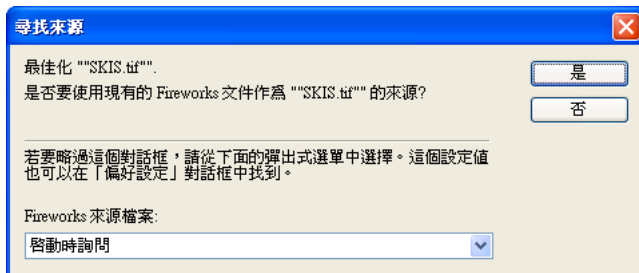 尋找來源
最佳化 ""SKIS.tif"".
是否要使用現有的 Fireworks 文件作為 ""SKIS.tif"" 的來源?
是
否
若要略過這個對話框，請從下面的彈出式選單中選擇。這個設定值
也可以在「偏好設定」對話框中找到。
Fireworks 來源檔案:
啓動時詢問